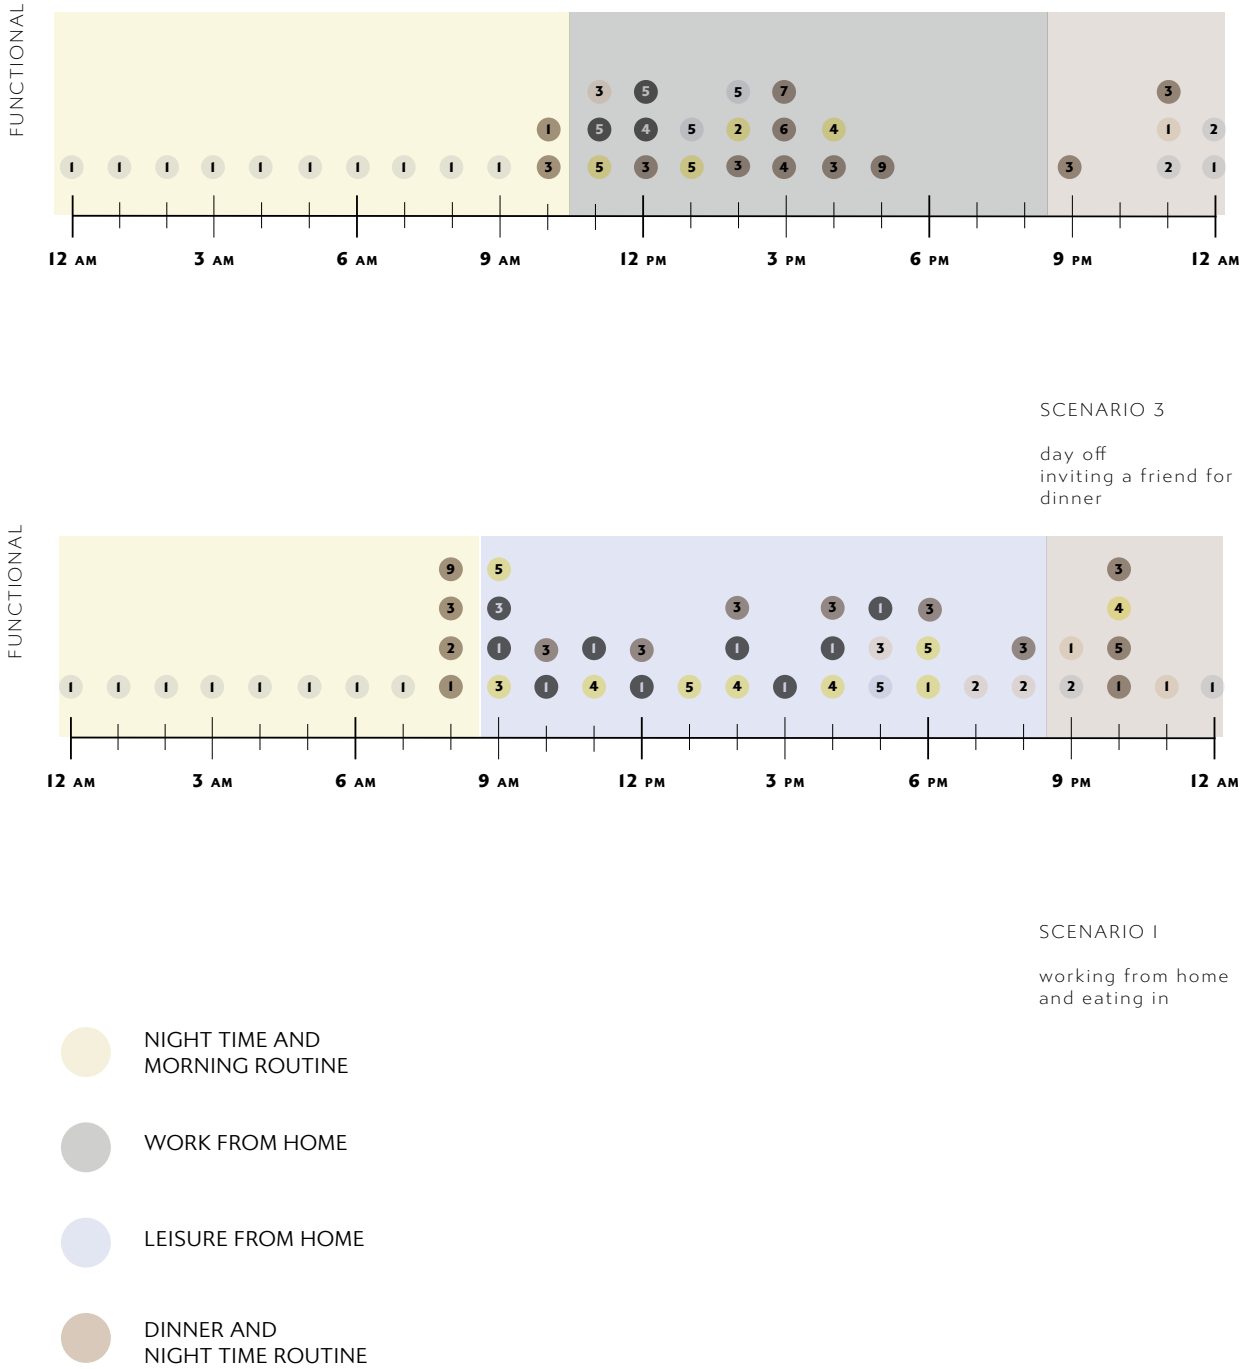 FUNCTIONAL
3 5 5 7 3
1 5 4 5 2 6 4 1 2
1 1 1 1 1 1 1 1 1 1 3 5 3 5 3 4 3 9 3 2 1
12 AM 3 AM 6 AM 9 AM 12 PM 3 PM 6 PM 9 PM 12 AM
SCENARIO 3
day off
inviting a friend for
dinner
FUNCTIONAL
9 5 3
3 3 3 3 1 3 4
2 1 3 1 3 1 1 3 5 3 1 5
1 1 1 1 1 1 1 1 1 3 1 4 1 5 4 1 4 5 1 2 2 2 1 1 1
12 AM 3 AM 6 AM 9 AM 12 PM 3 PM 6 PM 9 PM 12 AM
SCENARIO 1
working from home
and eating in
NIGHT TIME AND
MORNING ROUTINE
WORK FROM HOME
LEISURE FROM HOME
DINNER AND
NIGHT TIME ROUTINE